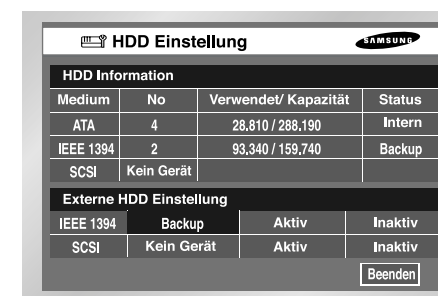 HDD Einstellung
SAMSUNG
HDD Information
Medium No Verwendet/ Kapazität Status
ATA 4 28.810 / 288.190 Intern
IEEE 1394 2 93,340 / 159,740 Backup
SCSI Kein Gerät
Externe HDD Einstellung
IEEE 1394 Backup Aktiv Inaktiv
SCSI Kein Gerät Aktiv Inaktiv
Beenden